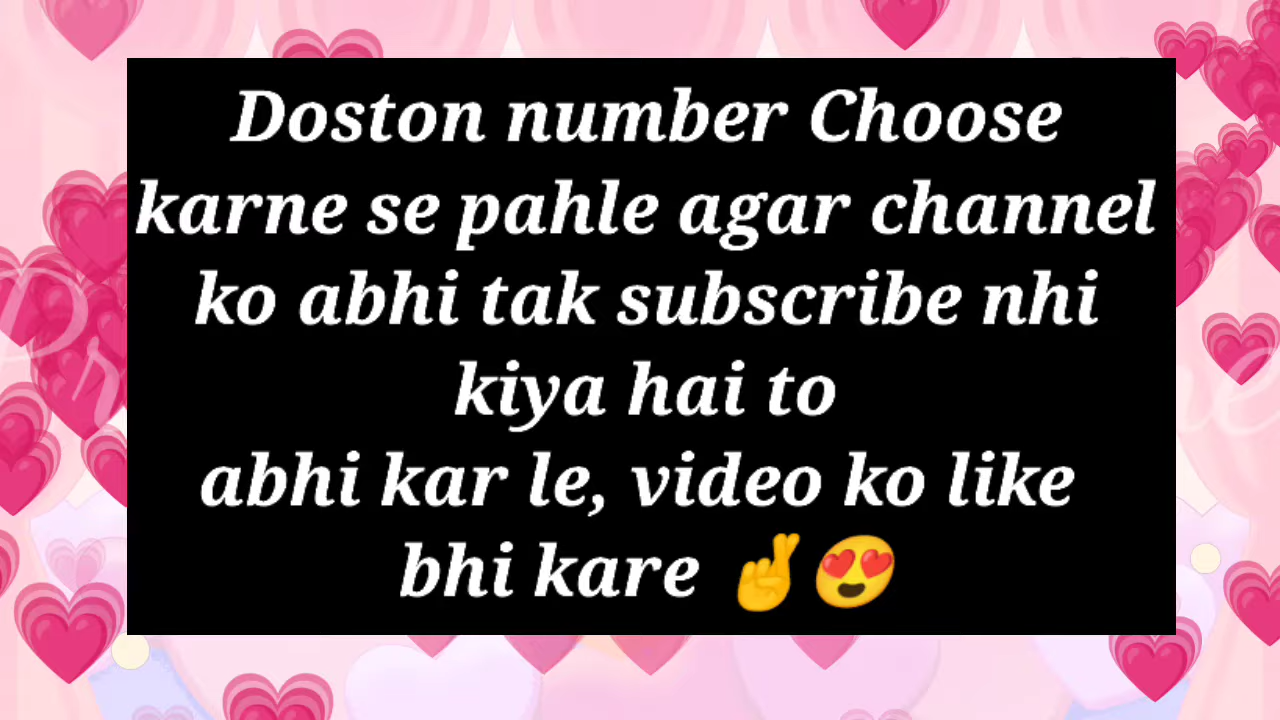 Doston number Choose
karne se pahle agar channel
ko abhi tak subscribe nhi
kiya hai to
abhi kar le, video ko like
bhi kare 🤞😍